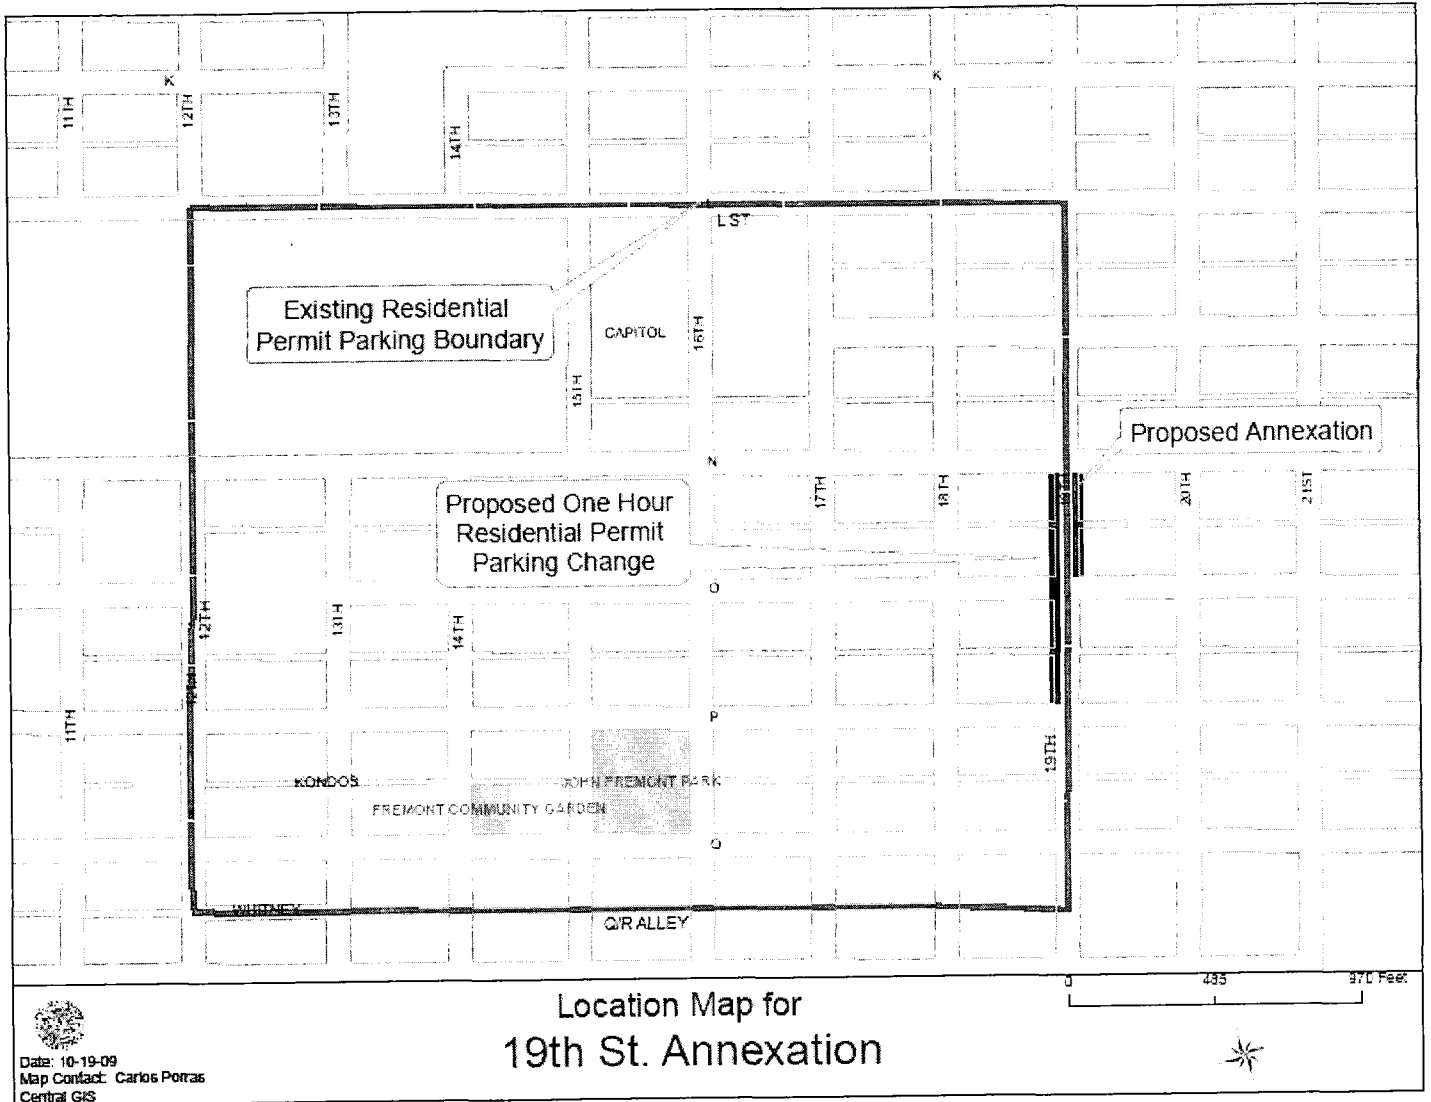 K
K
11TH
12TH
13TH
14TH
L ST
Existing Residential
Permit Parking Boundary
CAPITOL
16TH
15TH
Proposed Annexation
N
17TH
18TH
20TH
21ST
Proposed One Hour
Residential Permit
Parking Change
O
12TH
13TH
14TH
P
11TH
19TH
KONDOS
JOHN FREMONT PARK
FREMONT COMMUNITY GARDEN
Q
WHITNEY
Q/R ALLEY
0 485 970 Feet
Location Map for
19th St. Annexation
Date: 10-19-09
Map Contact: Carlos Porras
Central GIS